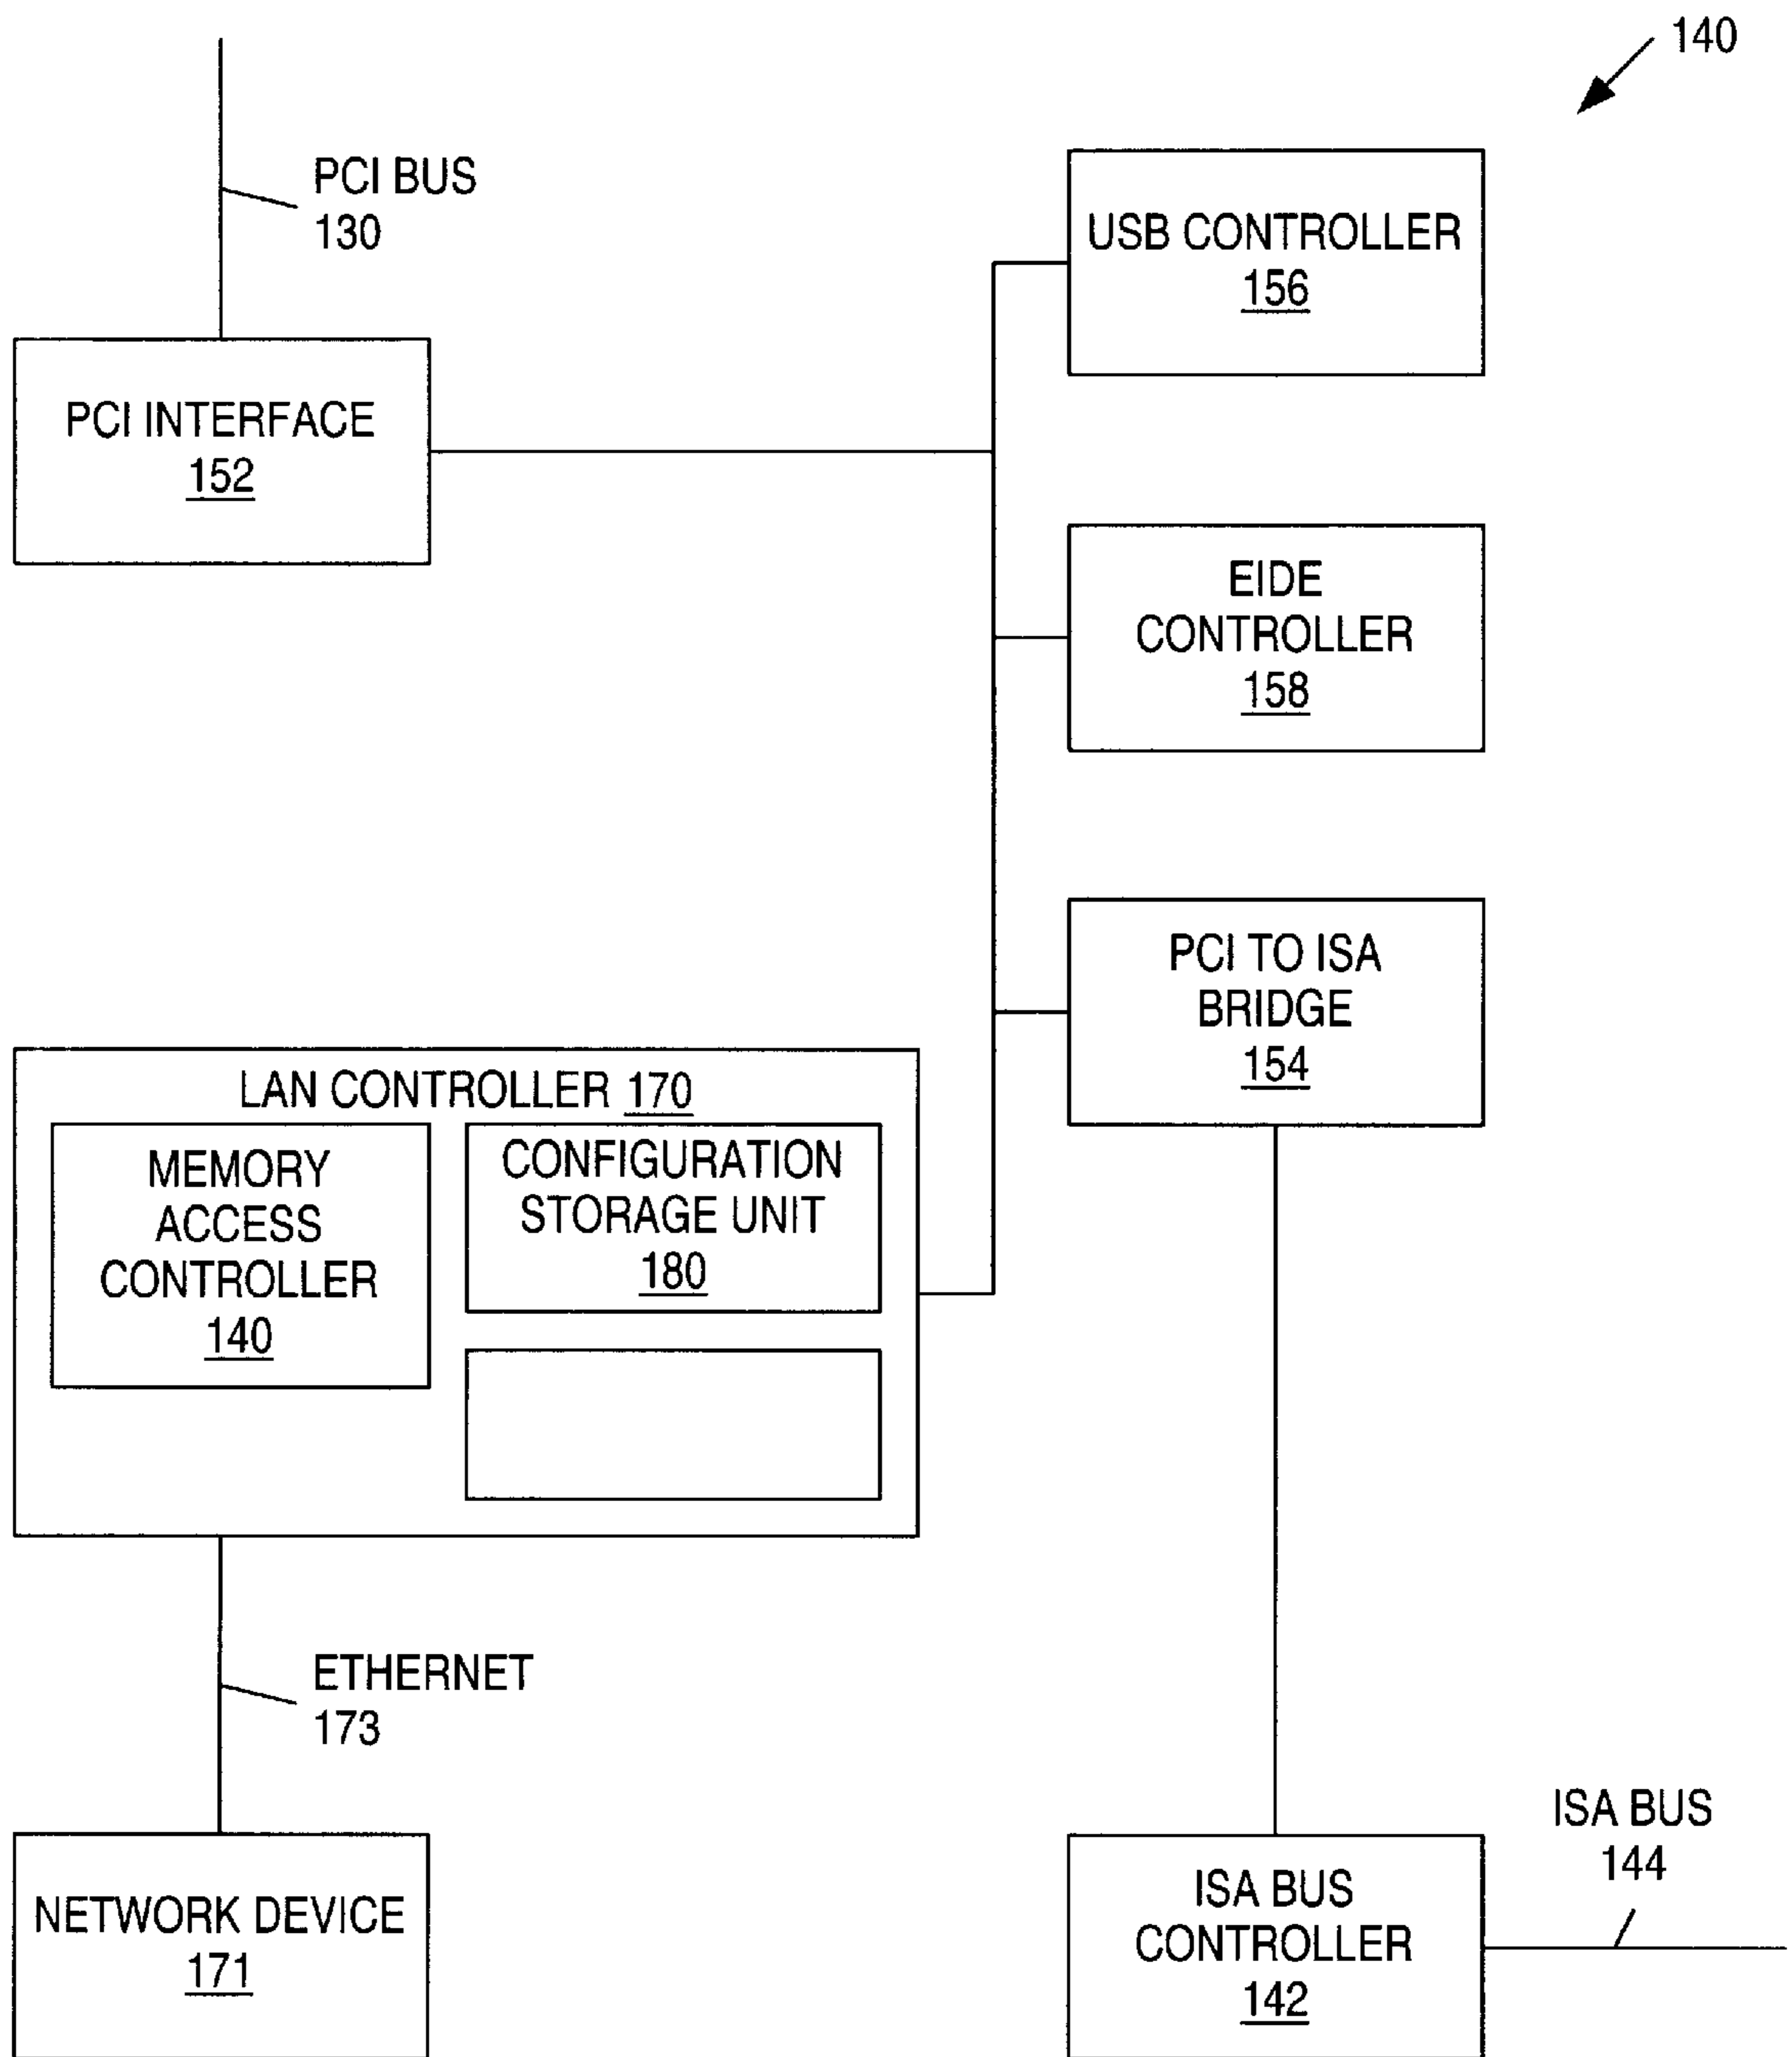 140
PCI BUS
130
USB CONTROLLER
156
PCI INTERFACE
152
EIDE
CONTROLLER
158
PCI TO ISA
BRIDGE
154
LAN CONTROLLER 170
MEMORY
ACCESS
CONTROLLER
140
CONFIGURATION
STORAGE UNIT
180
ETHERNET
173
NETWORK DEVICE
171
ISA BUS
CONTROLLER
142
ISA BUS
144